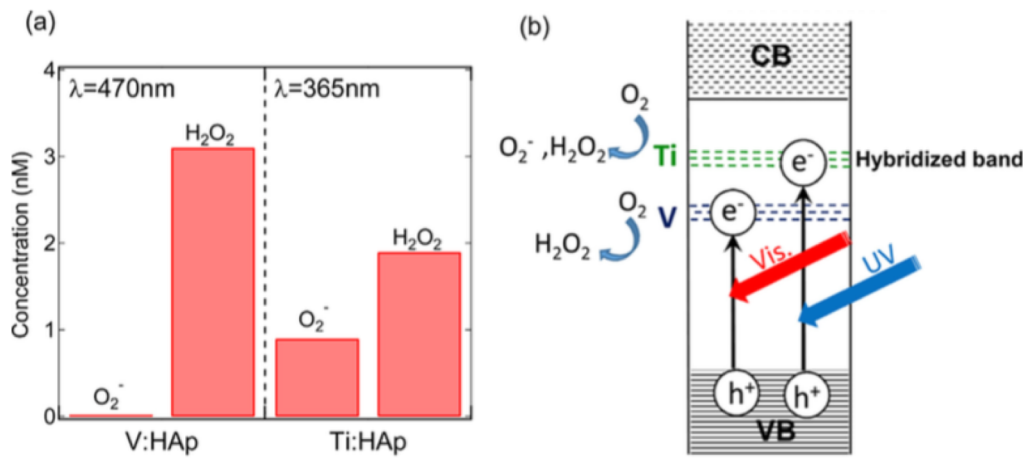 (a)
4
3
2
1
0
Concentration (nM)
λ=470nm
λ=365nm
O₂⁻
H₂O₂
O₂⁻
H₂O₂
V:HAp
Ti:HAp
(b)
CB
O₂
O₂⁻ ,H₂O₂
Ti
e⁻
Hybridized band
O₂
V
e⁻
H₂O₂
Vis.
UV
h⁺
h⁺
VB